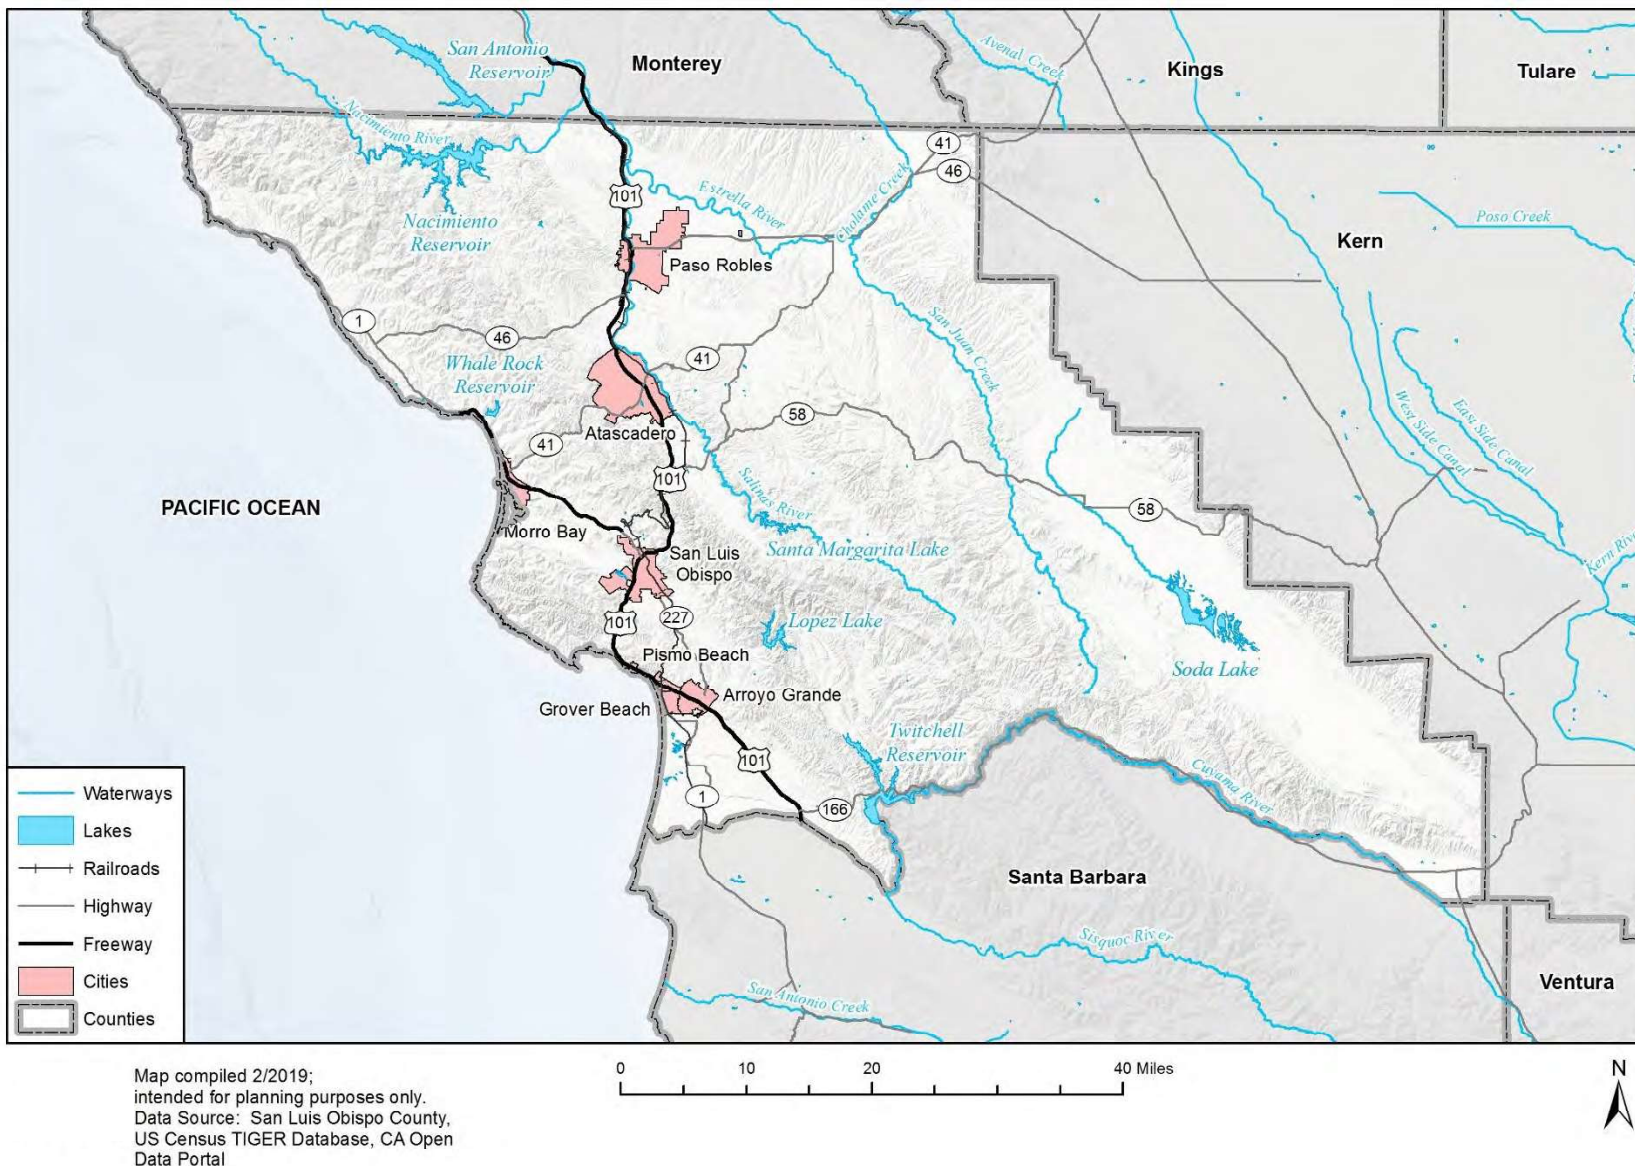 San Antonio
Reservoir
Monterey
Avenal Creek
Kings
Tulare
Nacimiento River
41
46
101
Estrella River
Cholame Creek
Nacimiento
Reservoir
Poso Creek
Kern
Paso Robles
1
46
San Juan Creek
41
Whale Rock
Reservoir
58
West Side Canal
East Side Canal
Atascadero
41
101
Salinas River
58
PACIFIC OCEAN
Morro Bay
Santa Margarita Lake
San Luis
Obispo
Kern River
101
227
Lopez Lake
Pismo Beach
Soda Lake
Arroyo Grande
Grover Beach
Twitchell
Reservoir
101
Cuyama River
1
166
Santa Barbara
Sisquoc River
Ventura
San Antonio Creek
Waterways
Lakes
Railroads
Highway
Freeway
Cities
Counties
0 10 20 40 Miles
N
Map compiled 2/2019;
intended for planning purposes only.
Data Source: San Luis Obispo County,
US Census TIGER Database, CA Open
Data Portal